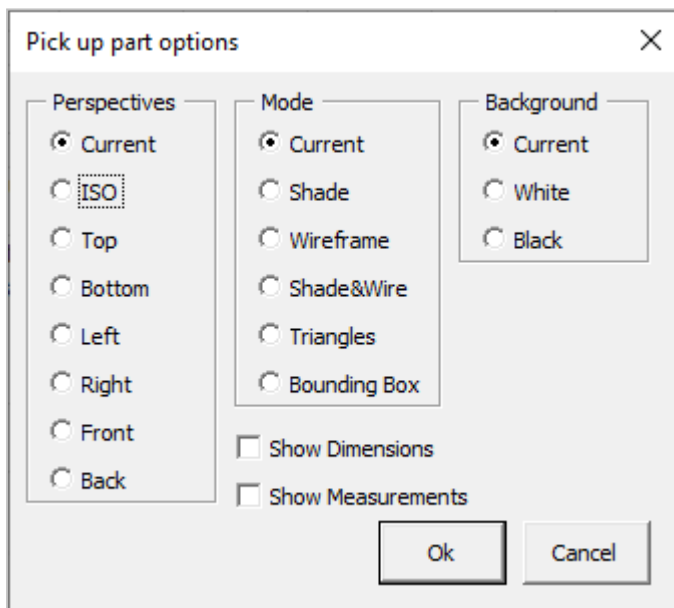 Pick up part options
Perspectives
Current
ISO
Top
Bottom
Left
Right
Front
Back
Mode
Current
Shade
Wireframe
Shade&Wire
Triangles
Bounding Box
Background
Current
White
Black
Show Dimensions
Show Measurements
Ok
Cancel